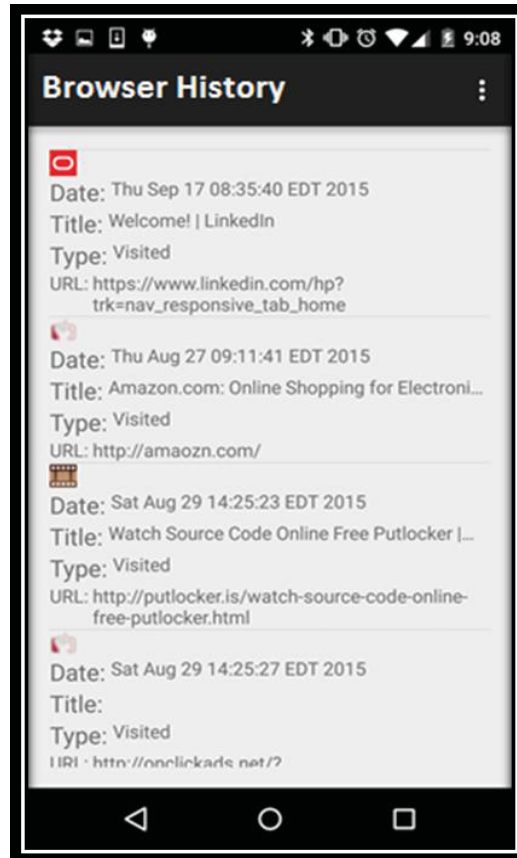 9:08
Browser History
Date: Thu Sep 17 08:35:40 EDT 2015
Title: Welcome! | LinkedIn
Type: Visited
URL: https://www.linkedin.com/hp?
trk=nav_responsive_tab_home
Date: Thu Aug 27 09:11:41 EDT 2015
Title: Amazon.com: Online Shopping for Electroni...
Type: Visited
URL: http://amaozn.com/
Date: Sat Aug 29 14:25:23 EDT 2015
Title: Watch Source Code Online Free Putlocker |...
Type: Visited
URL: http://putlocker.is/watch-source-code-online-
free-putlocker.html
Date: Sat Aug 29 14:25:27 EDT 2015
Title:
Type: Visited
URL: http://onclickads.net/?